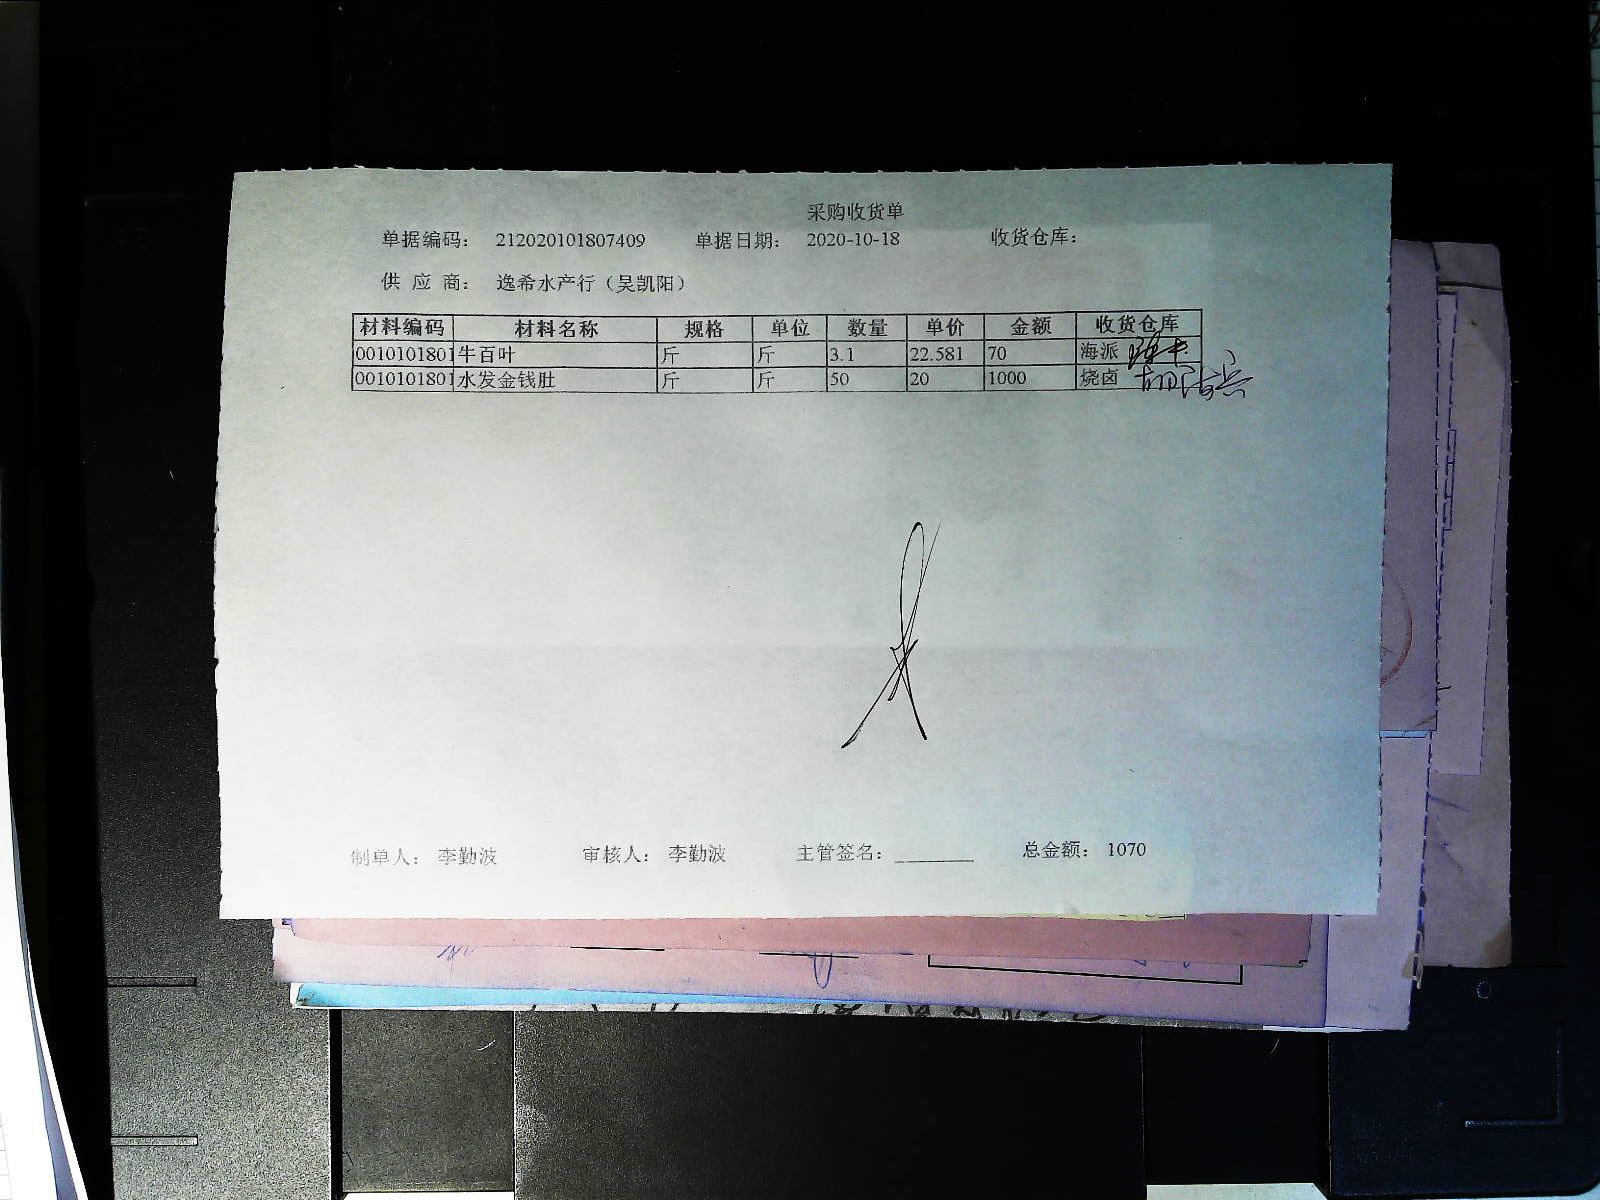 采购收货单
单据编码： 212020101807409 单据日期： 2020-10-18 收货仓库：
供 应 商： 逸希水产行（吴凯阳）
材料编码 材料名称 规格 单位 数量 单价 金额 收货仓库
0010101801 牛百叶 斤 斤 3.1 22.581 70 海派
0010101801 水发金钱肚 斤 斤 50 20 1000 烧卤
制单人： 李勤波 审核人： 李勤波 主管签名： 总金额： 1070